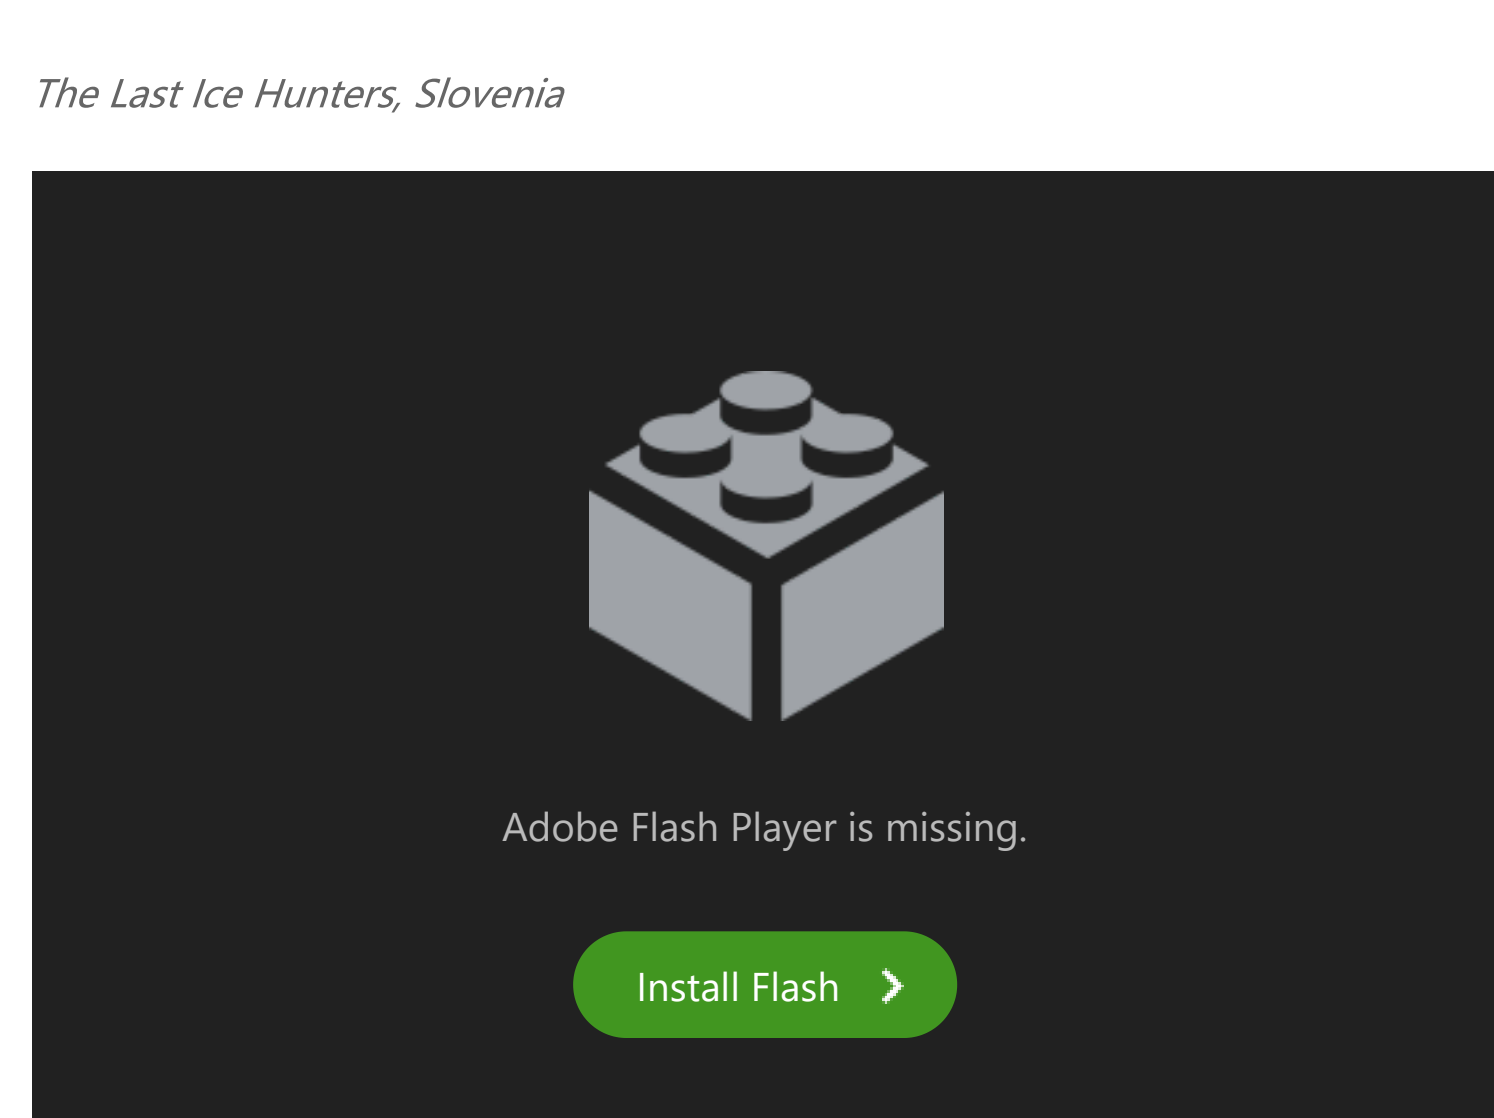 The Last Ice Hunters, Slovenia
Adobe Flash Player is missing.
Install Flash